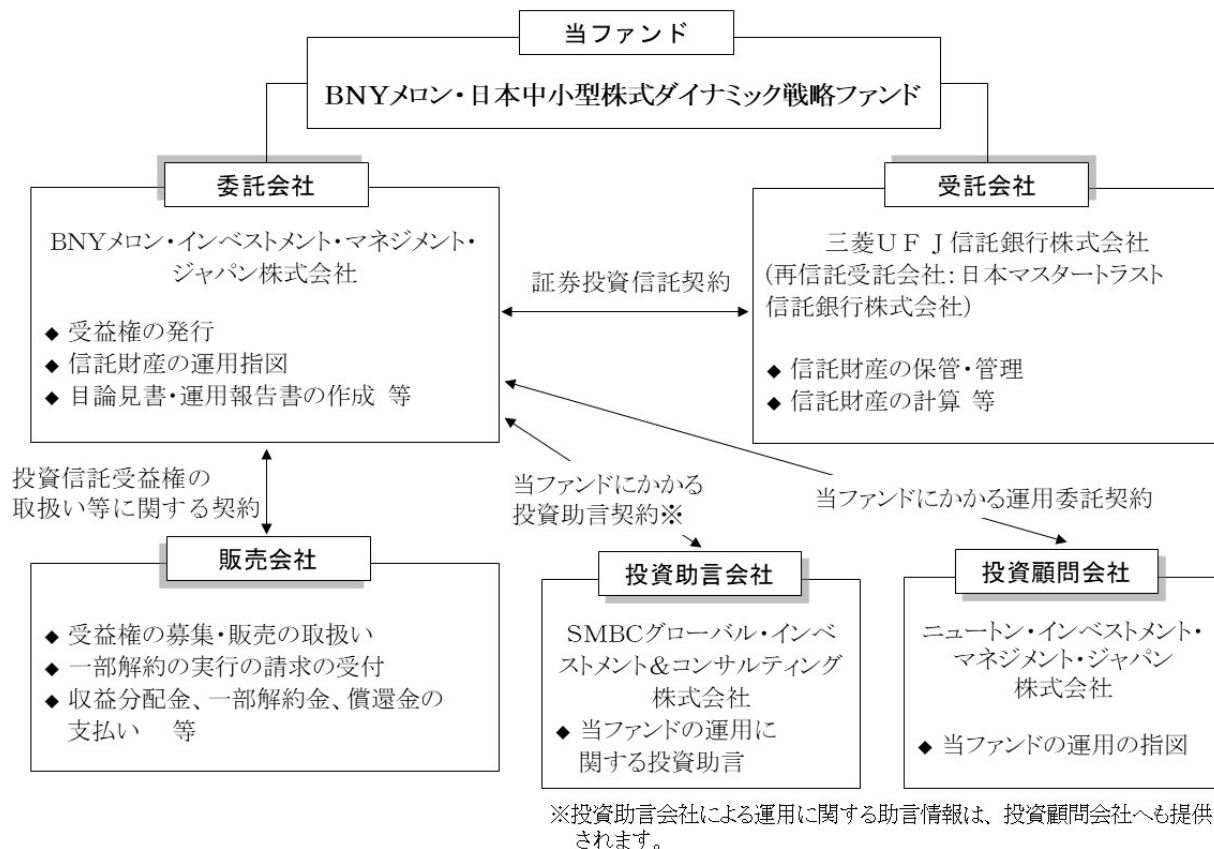 当ファンド
BNYメロン・日本中小型株式ダイナミック戦略ファンド
委託会社
BNYメロン・インベストメント・マネジメント・
ジャパン株式会社
◆ 受益権の発行
◆ 信託財産の運用指図
◆ 目論見書・運用報告書の作成 等
証券投資信託契約
受託会社
三菱UFJ信託銀行株式会社
(再信託受託会社:日本マスタートラスト
信託銀行株式会社)
◆ 信託財産の保管・管理
◆ 信託財産の計算 等
投資信託受益権の
取扱い等に関する契約
当ファンドにかかる
投資助言契約※
当ファンドにかかる運用委託契約
販売会社
◆ 受益権の募集・販売の取扱い
◆ 一部解約の実行の請求の受付
◆ 収益分配金、一部解約金、償還金の
支払い 等
投資助言会社
SMBCグローバル・インベ
ストメント&コンサルティング
株式会社
◆ 当ファンドの運用に
関する投資助言
投資顧問会社
ニュートン・インベストメント・
マネジメント・ジャパン
株式会社
◆ 当ファンドの運用の指図
※投資助言会社による運用に関する助言情報は、投資顧問会社へも提供
されます。